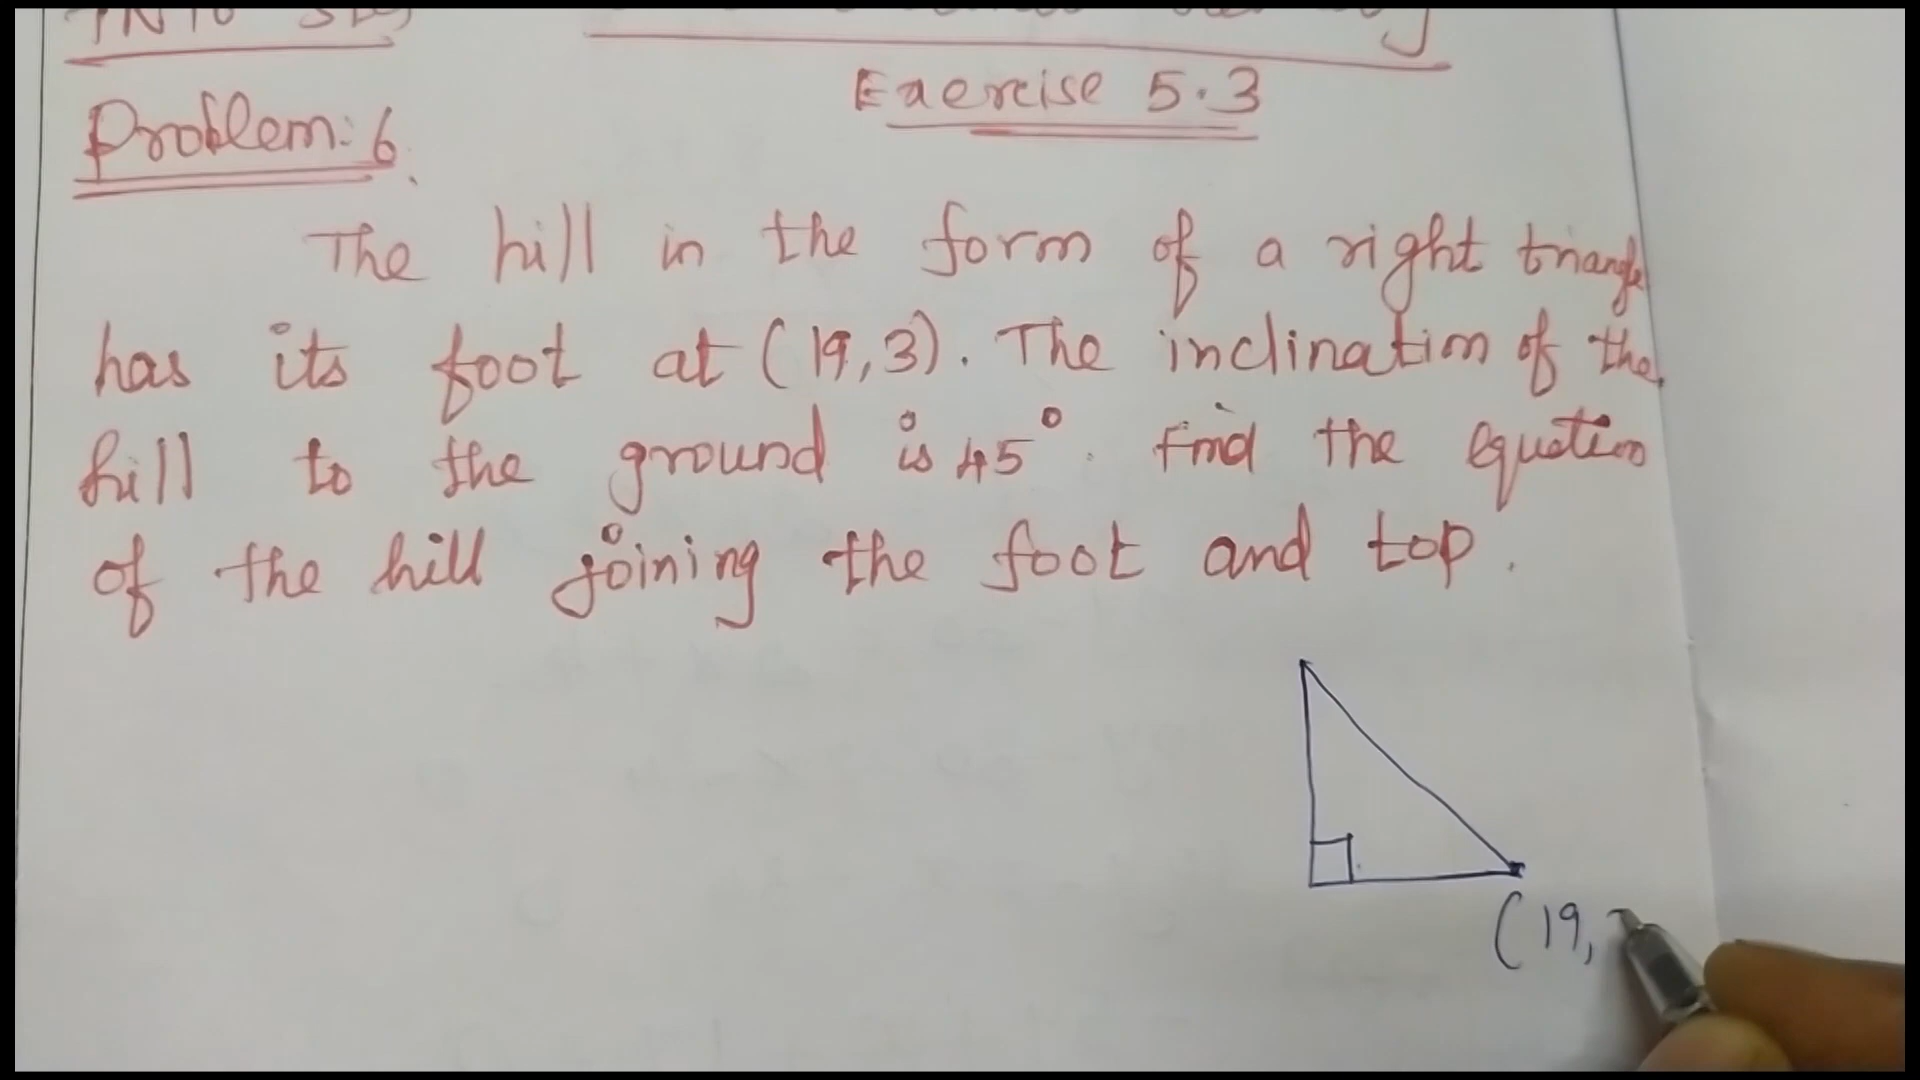 Exercise 5.3
Problem: 6.
The hill in the form of a right triangle
has its foot at (19,3). The inclination of the
hill to the ground is 45°. Find the equation
of the hill joining the foot and top.
(19,